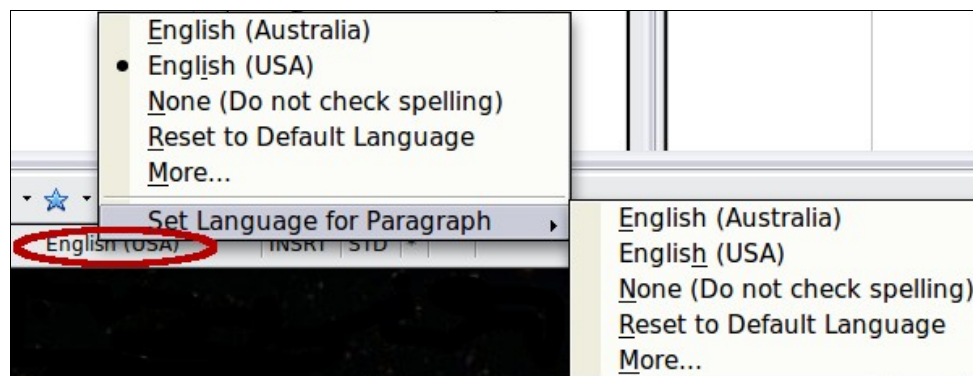 English (Australia)
English (USA)
None (Do not check spelling)
Reset to Default Language
More...
Set Language for Paragraph
English (USA) INSRT STD *
English (Australia)
English (USA)
None (Do not check spelling)
Reset to Default Language
More...